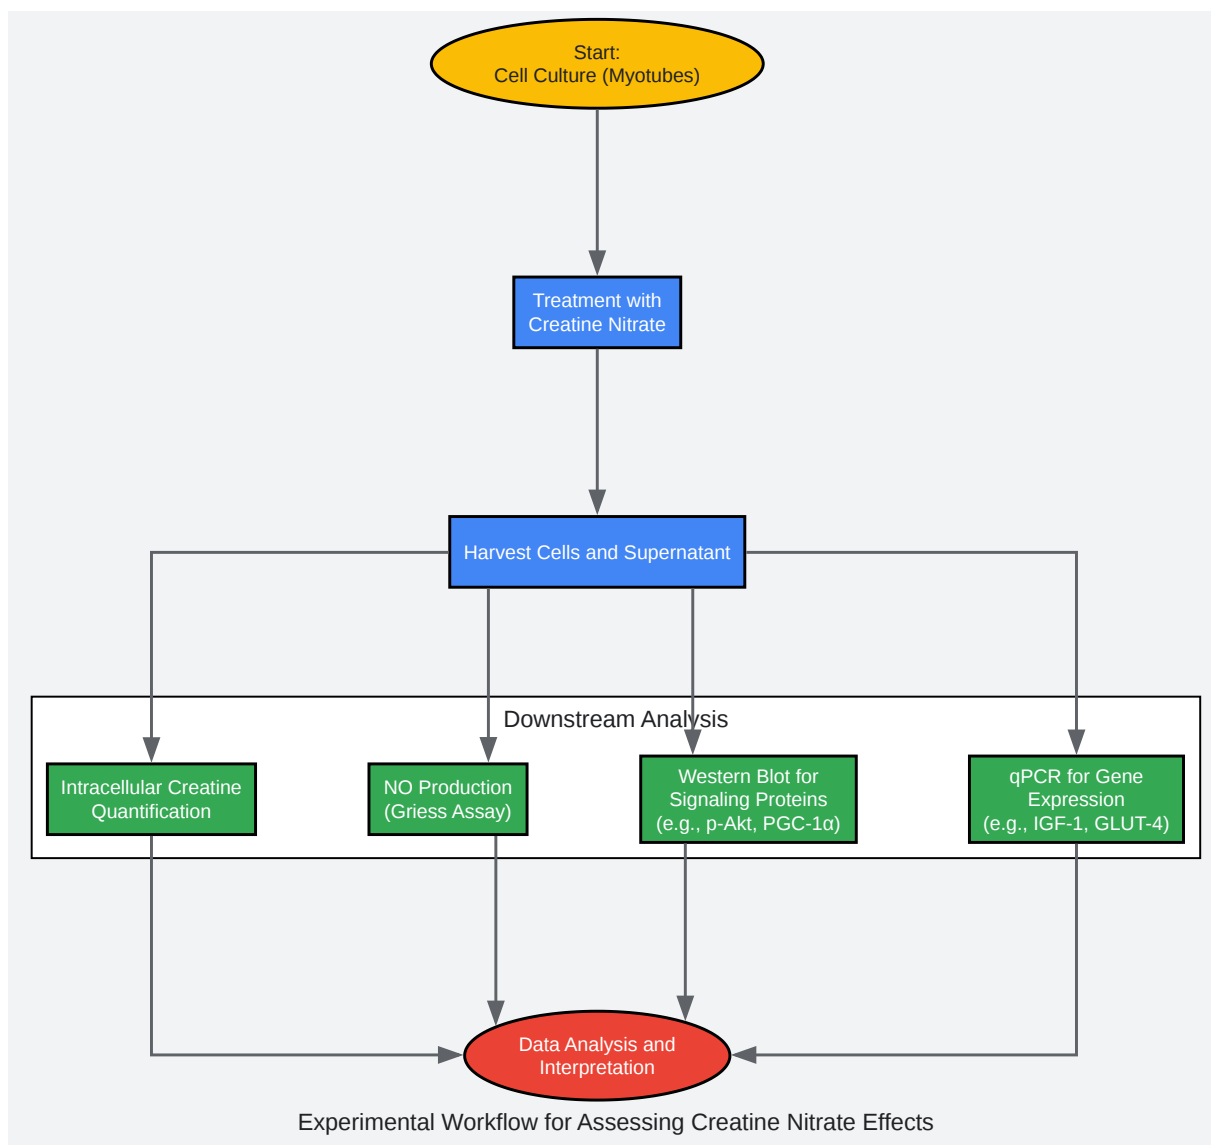 Start:
Cell Culture (Myotubes)
Treatment with
Creatine Nitrate
Harvest Cells and Supernatant
Downstream Analysis
Intracellular Creatine
Quantification
NO Production
(Griess Assay)
Western Blot for
Signaling Proteins
(e.g., p-Akt, PGC-1α)
qPCR for Gene
Expression
(e.g., IGF-1, GLUT-4)
Data Analysis and
Interpretation
Experimental Workflow for Assessing Creatine Nitrate Effects